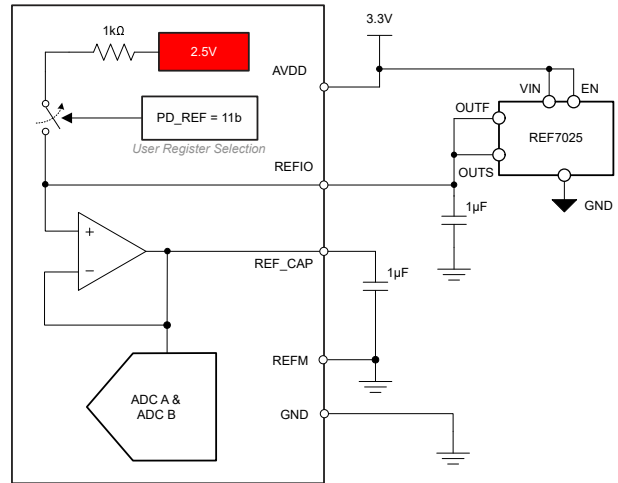 1kΩ
2.5V
3.3V
AVDD
VIN
EN
OUTF
PD_REF = 11b
REF7025
User Register Selection
REFIO
OUTS
1µF
GND
+
−
REF_CAP
1µF
REFM
ADC A &
ADC B
GND